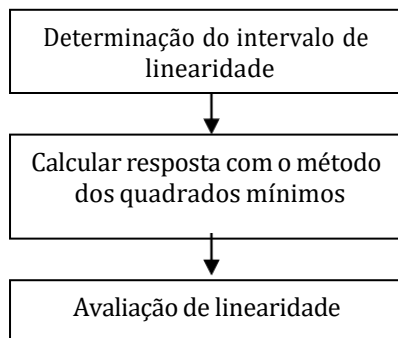 Determinação do intervalo de
linearidade
Calcular resposta com o método
dos quadrados mínimos
Avaliação de linearidade